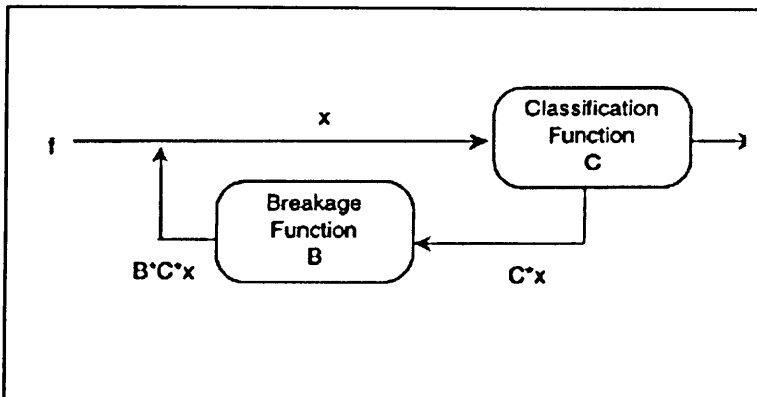 x
Classification
Function
C
f
Breakage
Function
B
B*C*x
C*x